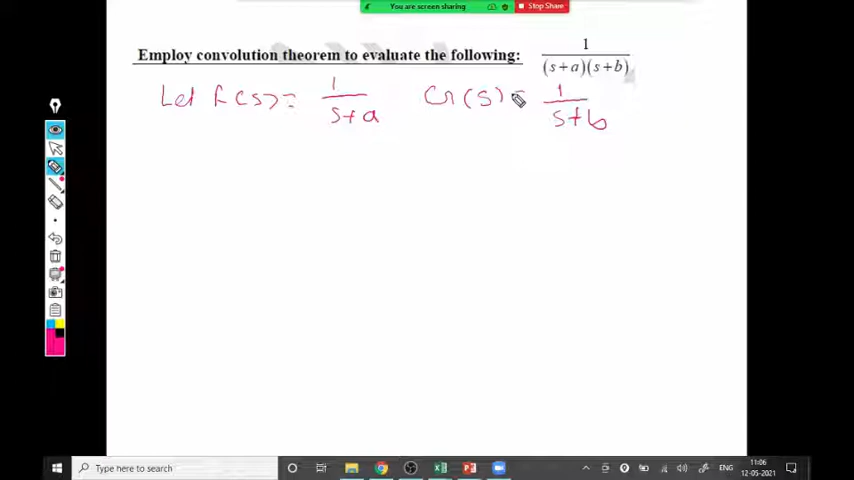 You are screen sharing Stop Share
Employ convolution theorem to evaluate the following: 1/((s+a)(s+b))
Let F(s) = 1/(s+a) G(s) = 1/(s+b)
Type here to search
ENG
11:06
12-05-2021